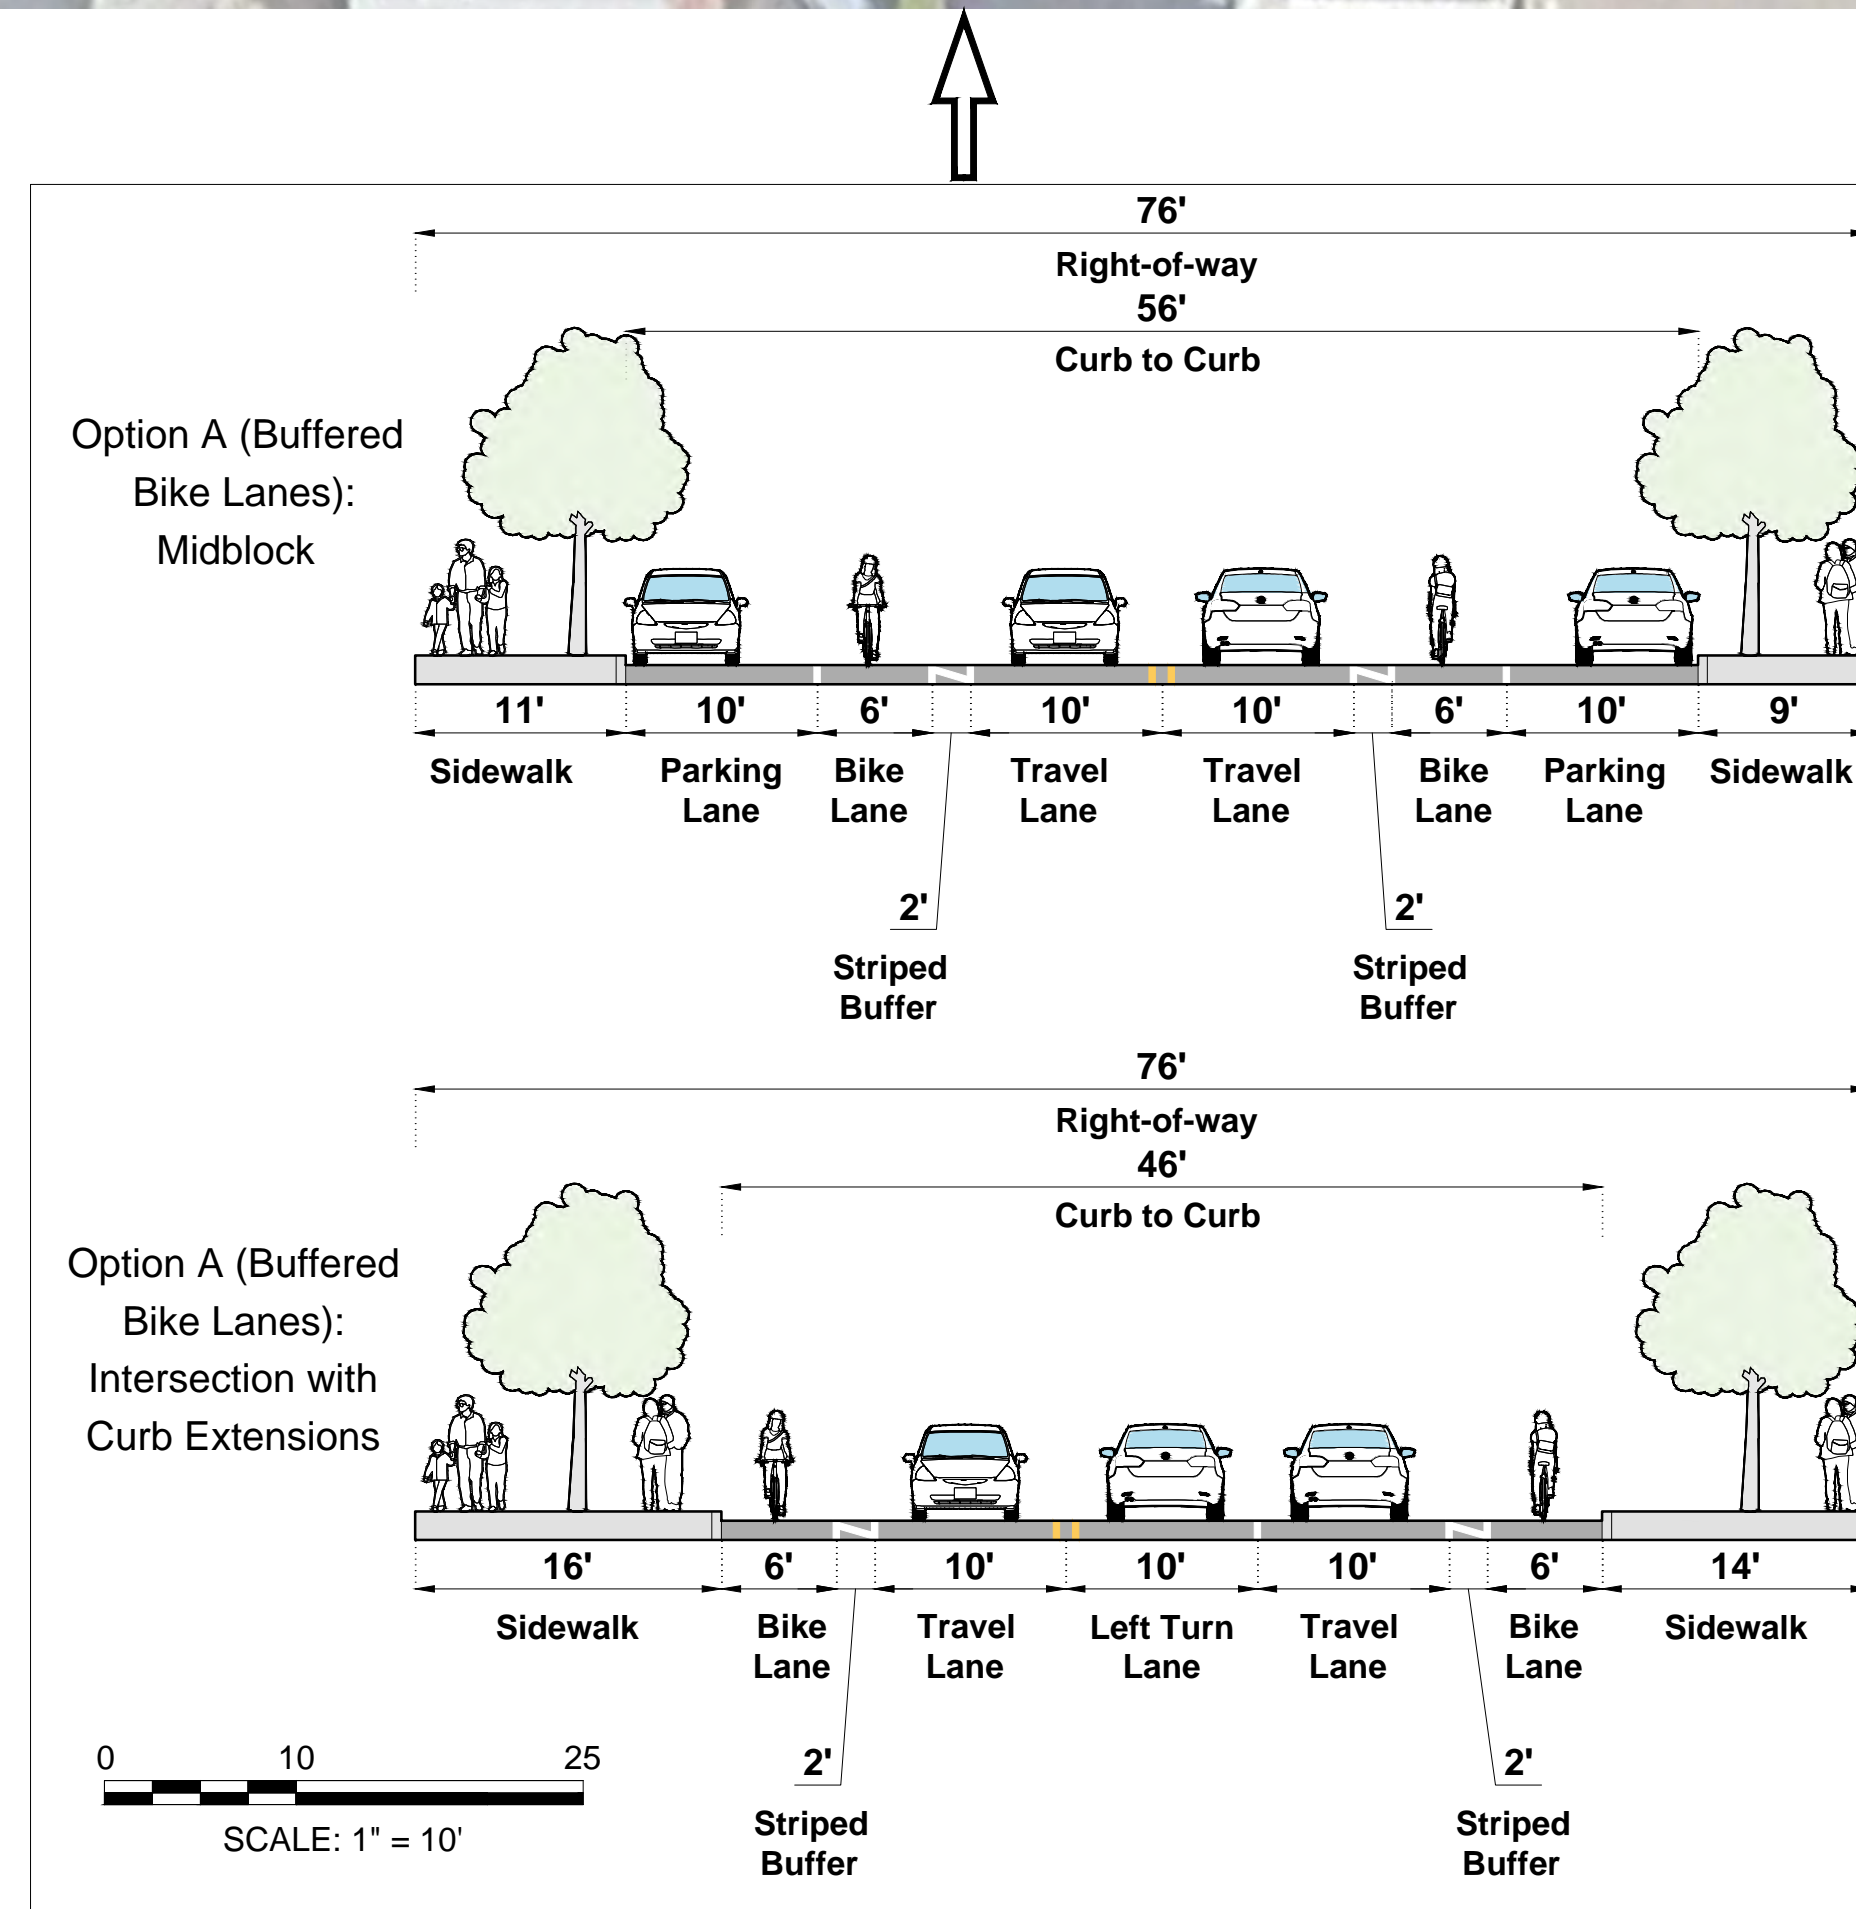 76'
Right-of-way
56'
Curb to Curb
Option A (Buffered
Bike Lanes):
Midblock
11' 10' 6' 10' 10' 6' 10' 9'
Sidewalk Parking Bike Travel Travel Bike Parking Sidewalk
Lane Lane Lane Lane Lane Lane
2' 2'
Striped Striped
Buffer Buffer
76'
Right-of-way
46'
Curb to Curb
Option A (Buffered
Bike Lanes):
Intersection with
Curb Extensions
16' 6' 10' 10' 10' 6' 14'
Sidewalk Bike Travel Left Turn Travel Bike Sidewalk
Lane Lane Lane Lane Lane
0 10 25
SCALE: 1" = 10'
2' 2'
Striped Striped
Buffer Buffer